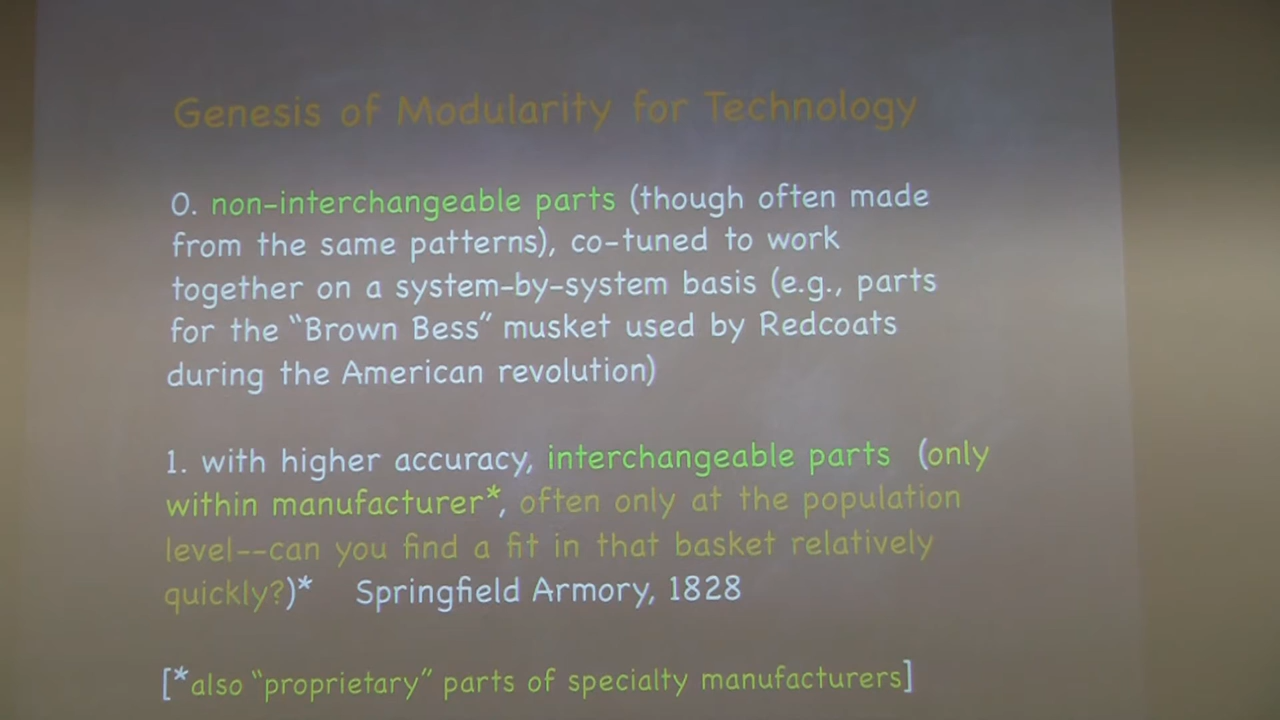 Genesis of Modularity for Technology
0. non-interchangeable parts (though often made
from the same patterns), co-tuned to work
together on a system-by-system basis (e.g., parts
for the “Brown Bess” musket used by Redcoats
during the American revolution)
1. with higher accuracy, interchangeable parts (only
within manufacturer*, often only at the population
level--can you find a fit in that basket relatively
quickly?)* Springfield Armory, 1828
[*also “proprietary” parts of specialty manufacturers]